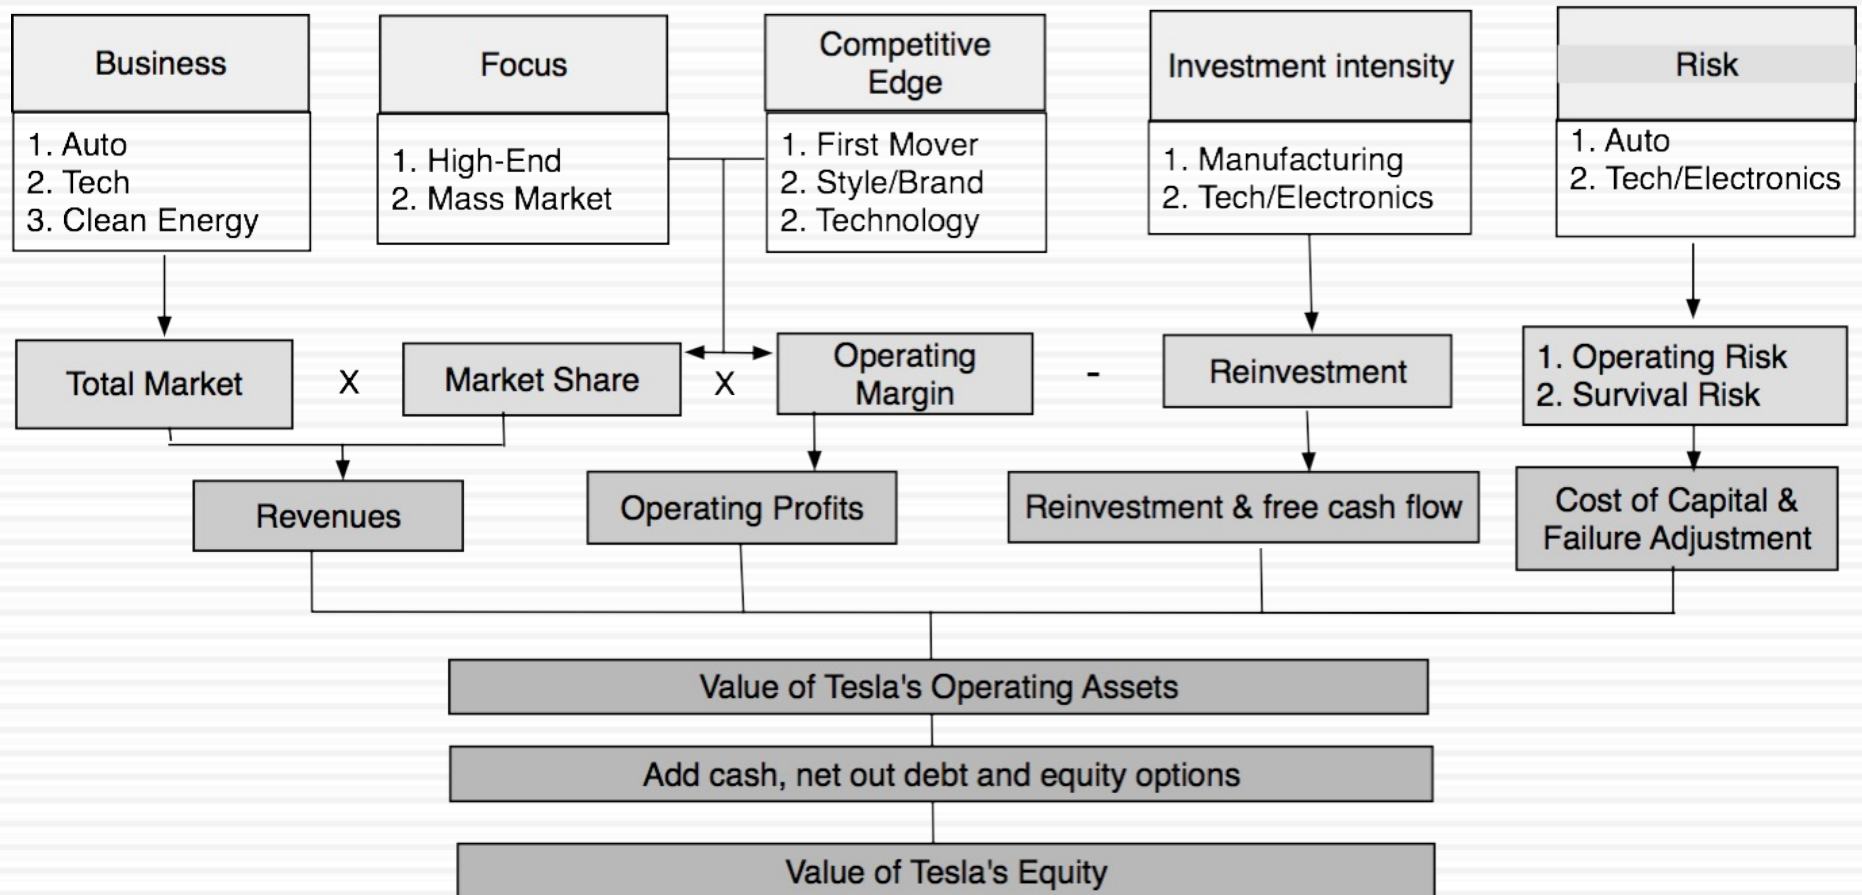 Business
1. Auto
2. Tech
3. Clean Energy
Focus
1. High-End
2. Mass Market
Competitive
Edge
1. First Mover
2. Style/Brand
2. Technology
Investment intensity
1. Manufacturing
2. Tech/Electronics
Risk
1. Auto
2. Tech/Electronics
Total Market
X
Market Share
X
Operating
Margin
-
Reinvestment
1. Operating Risk
2. Survival Risk
Revenues
Operating Profits
Reinvestment & free cash flow
Cost of Capital &
Failure Adjustment
Value of Tesla's Operating Assets
Add cash, net out debt and equity options
Value of Tesla's Equity